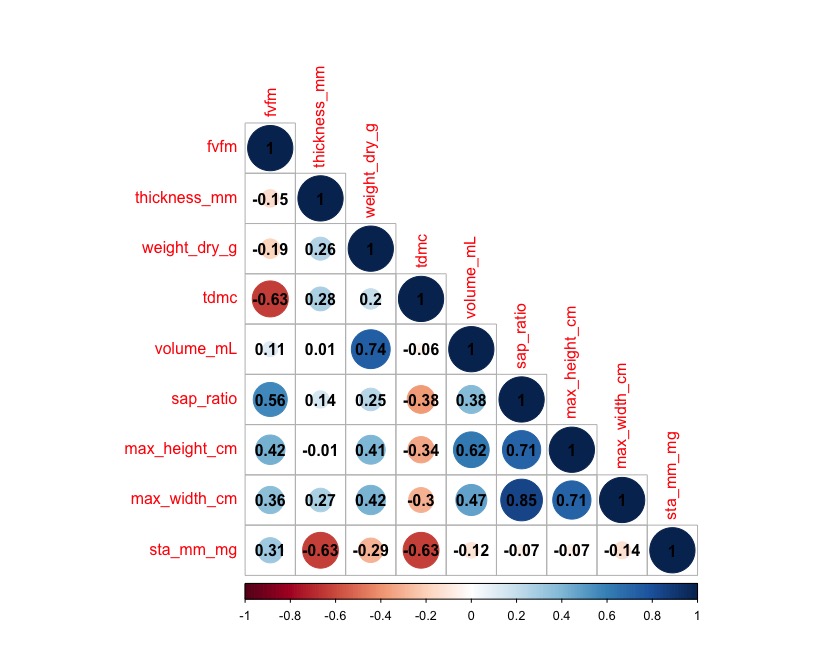 fvfm
thickness_mm
weight_dry_g
tdmc
volume_mL
sap_ratio
max_height_cm
max_width_cm
sta_mm_mg
fvfm 1
thickness_mm -0.15 1
weight_dry_g -0.19 0.26 1
tdmc -0.63 0.28 0.2 1
volume_mL 0.11 0.01 0.74 -0.06 1
sap_ratio 0.56 0.14 0.25 -0.38 0.38 1
max_height_cm 0.42 -0.01 0.41 -0.34 0.62 0.71 1
max_width_cm 0.36 0.27 0.42 -0.3 0.47 0.85 0.71 1
sta_mm_mg 0.31 -0.63 -0.29 -0.63 -0.12 -0.07 -0.07 -0.14 1
-1 -0.8 -0.6 -0.4 -0.2 0 0.2 0.4 0.6 0.8 1